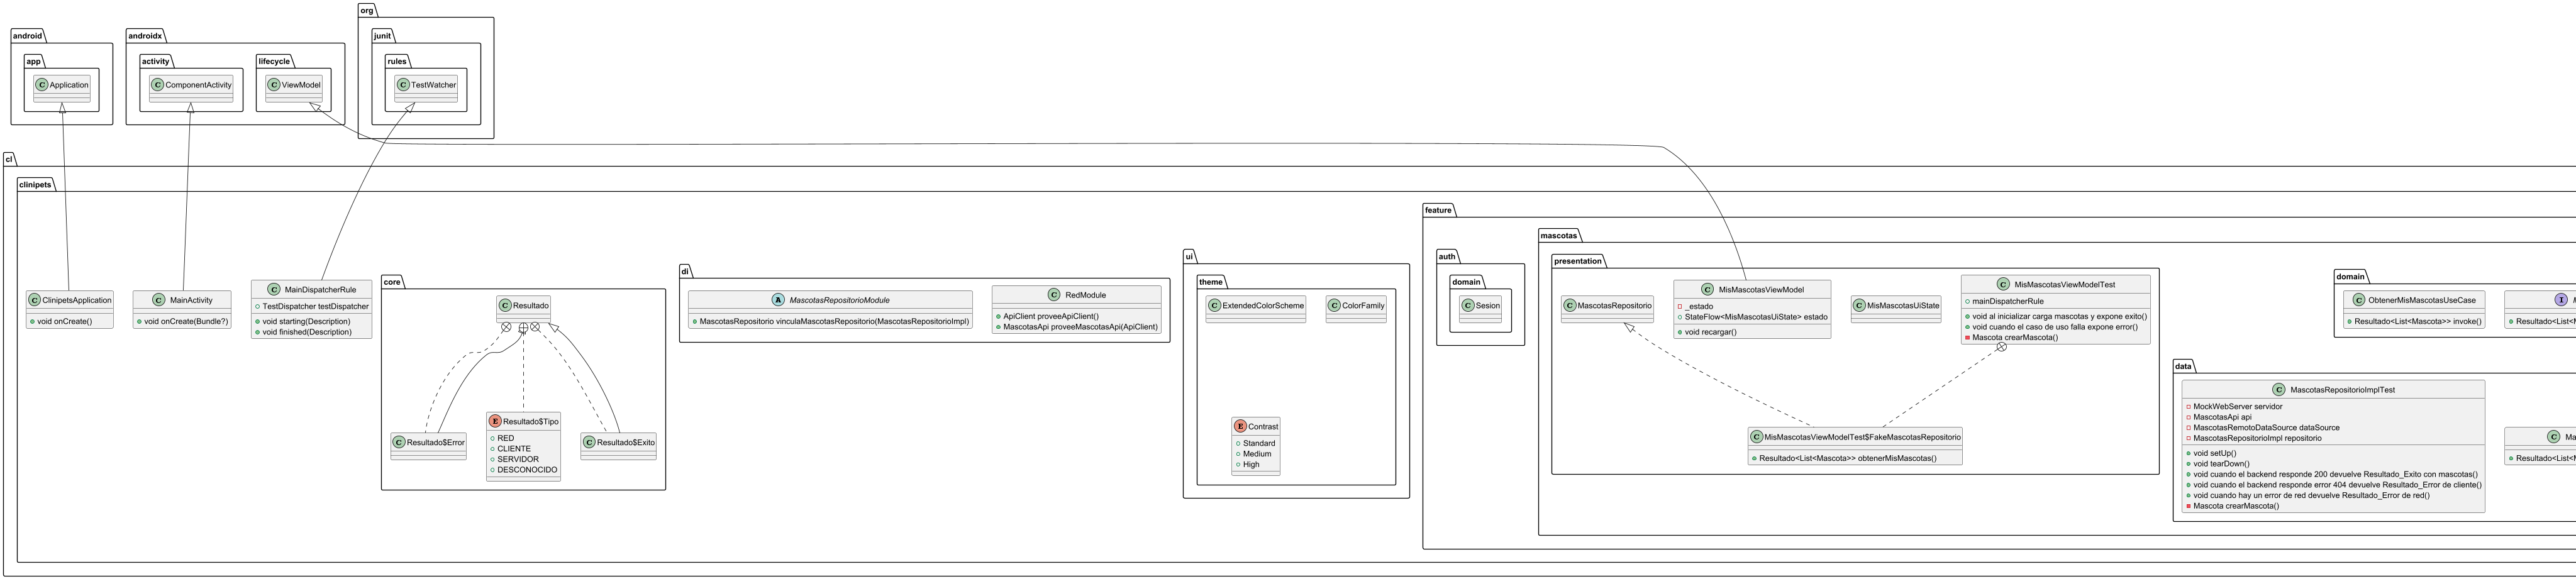 org
android
app
Application
androidx
activity
ComponentActivity
lifecycle
ViewModel
junit
rules
TestWatcher
cl
clinipets
ClinipetsApplication
void onCreate()
MainActivity
void onCreate(Bundle?)
MainDispatcherRule
TestDispatcher testDispatcher
void starting(Description)
void finished(Description)
core
Resultado
Resultado$Error
Resultado$Tipo
RED
CLIENTE
SERVIDOR
DESCONOCIDO
Resultado$Exito
di
MascotasRepositorioModule
MascotasRepositorio vinculaMascotasRepositorio(MascotasRepositorioImpl)
RedModule
ApiClient proveeApiClient()
MascotasApi proveeMascotasApi(ApiClient)
ui
theme
ExtendedColorScheme
ColorFamily
Contrast
Standard
Medium
High
feature
auth
domain
Sesion
mascotas
presentation
MascotasRepositorio
MisMascotasViewModel
_estado
StateFlow<MisMascotasUiState> estado
void recargar()
MisMascotasUiState
MisMascotasViewModelTest
mainDispatcherRule
void al inicializar carga mascotas y expone exito()
void cuando el caso de uso falla expone error()
Mascota crearMascota()
MisMascotasViewModelTest$FakeMascotasRepositorio
Resultado<List<Mascota>> obtenerMisMascotas()
domain
ObtenerMisMascotasUseCase
Resultado<List<Mascota>> invoke()
Resultado<List<M
data
MascotasRepositorioImplTest
MockWebServer servidor
MascotasApi api
MascotasRemotoDataSource dataSource
MascotasRepositorioImpl repositorio
void setUp()
void tearDown()
void cuando el backend responde 200 devuelve Resultado_Exito con mascotas()
void cuando el backend responde error 404 devuelve Resultado_Error de cliente()
void cuando hay un error de red devuelve Resultado_Error de red()
Mascota crearMascota()
Ma
Resultado<List<M